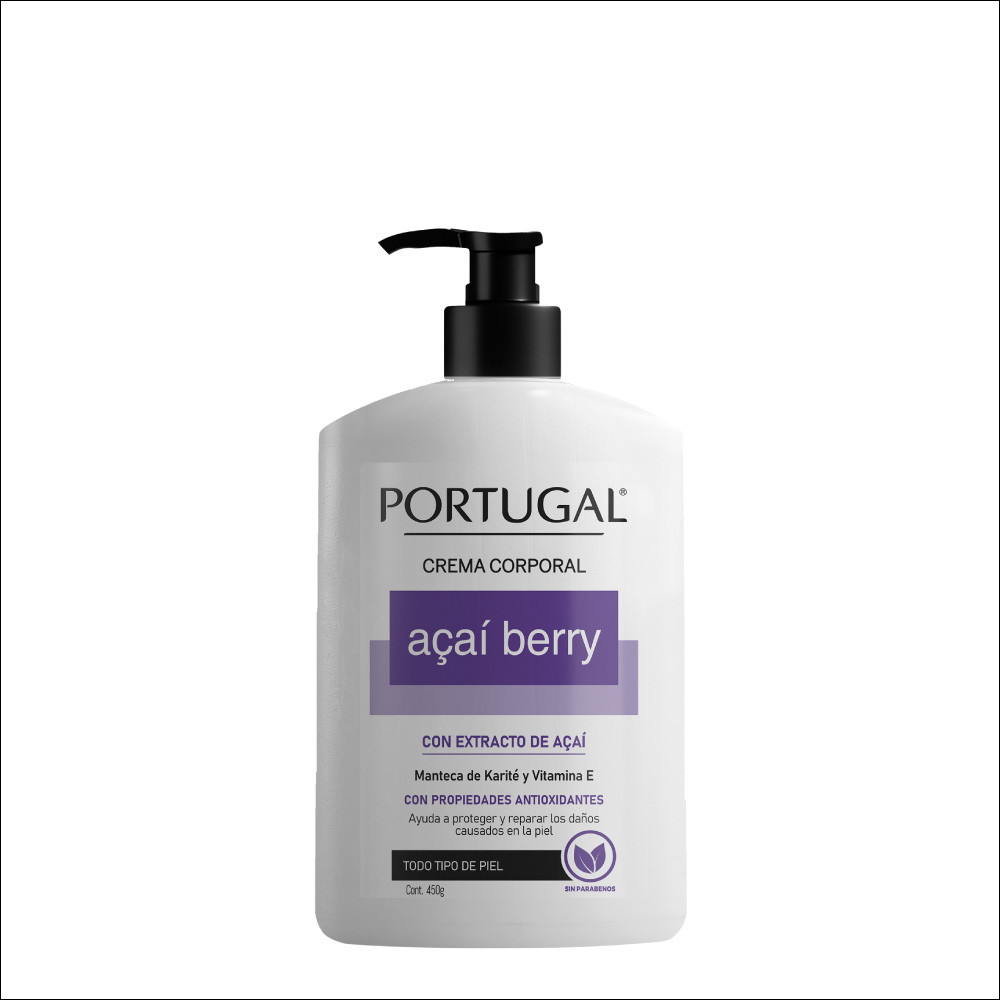 PORTUGAL®
CREMA CORPORAL
açaí berry
CON EXTRACTO DE AÇAÍ
Manteca de Karité y Vitamina E
CON PROPIEDADES ANTIOXIDANTES
Ayuda a proteger y reparar los daños
causados en la piel
TODO TIPO DE PIEL
Cont. 450g
SIN PARABENOS